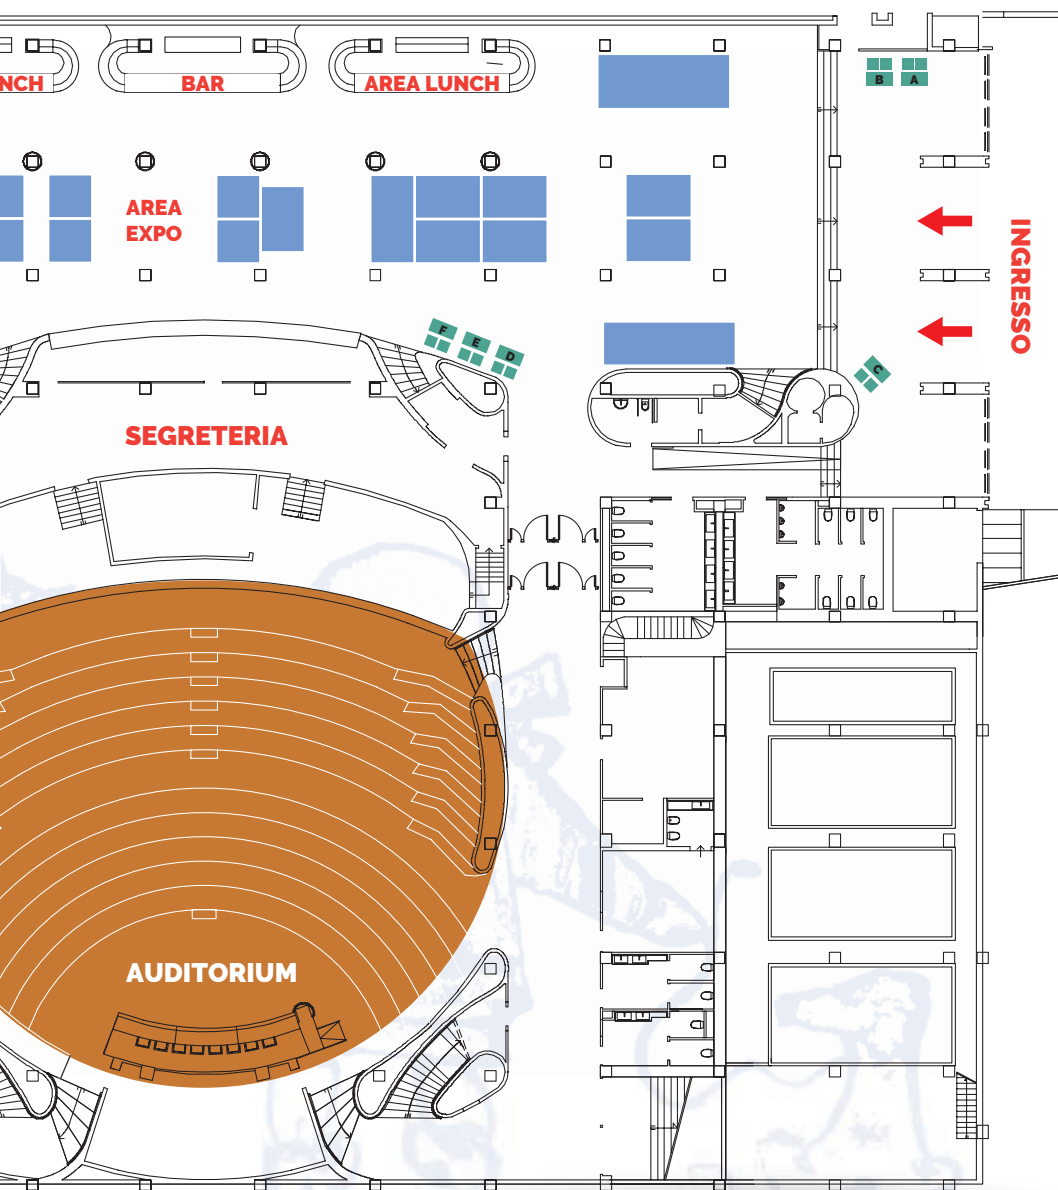 NCH
BAR
AREA LUNCH
B
A
AREA
EXPO
INGRESSO
F
E
D
C
SEGRETERIA
AUDITORIUM